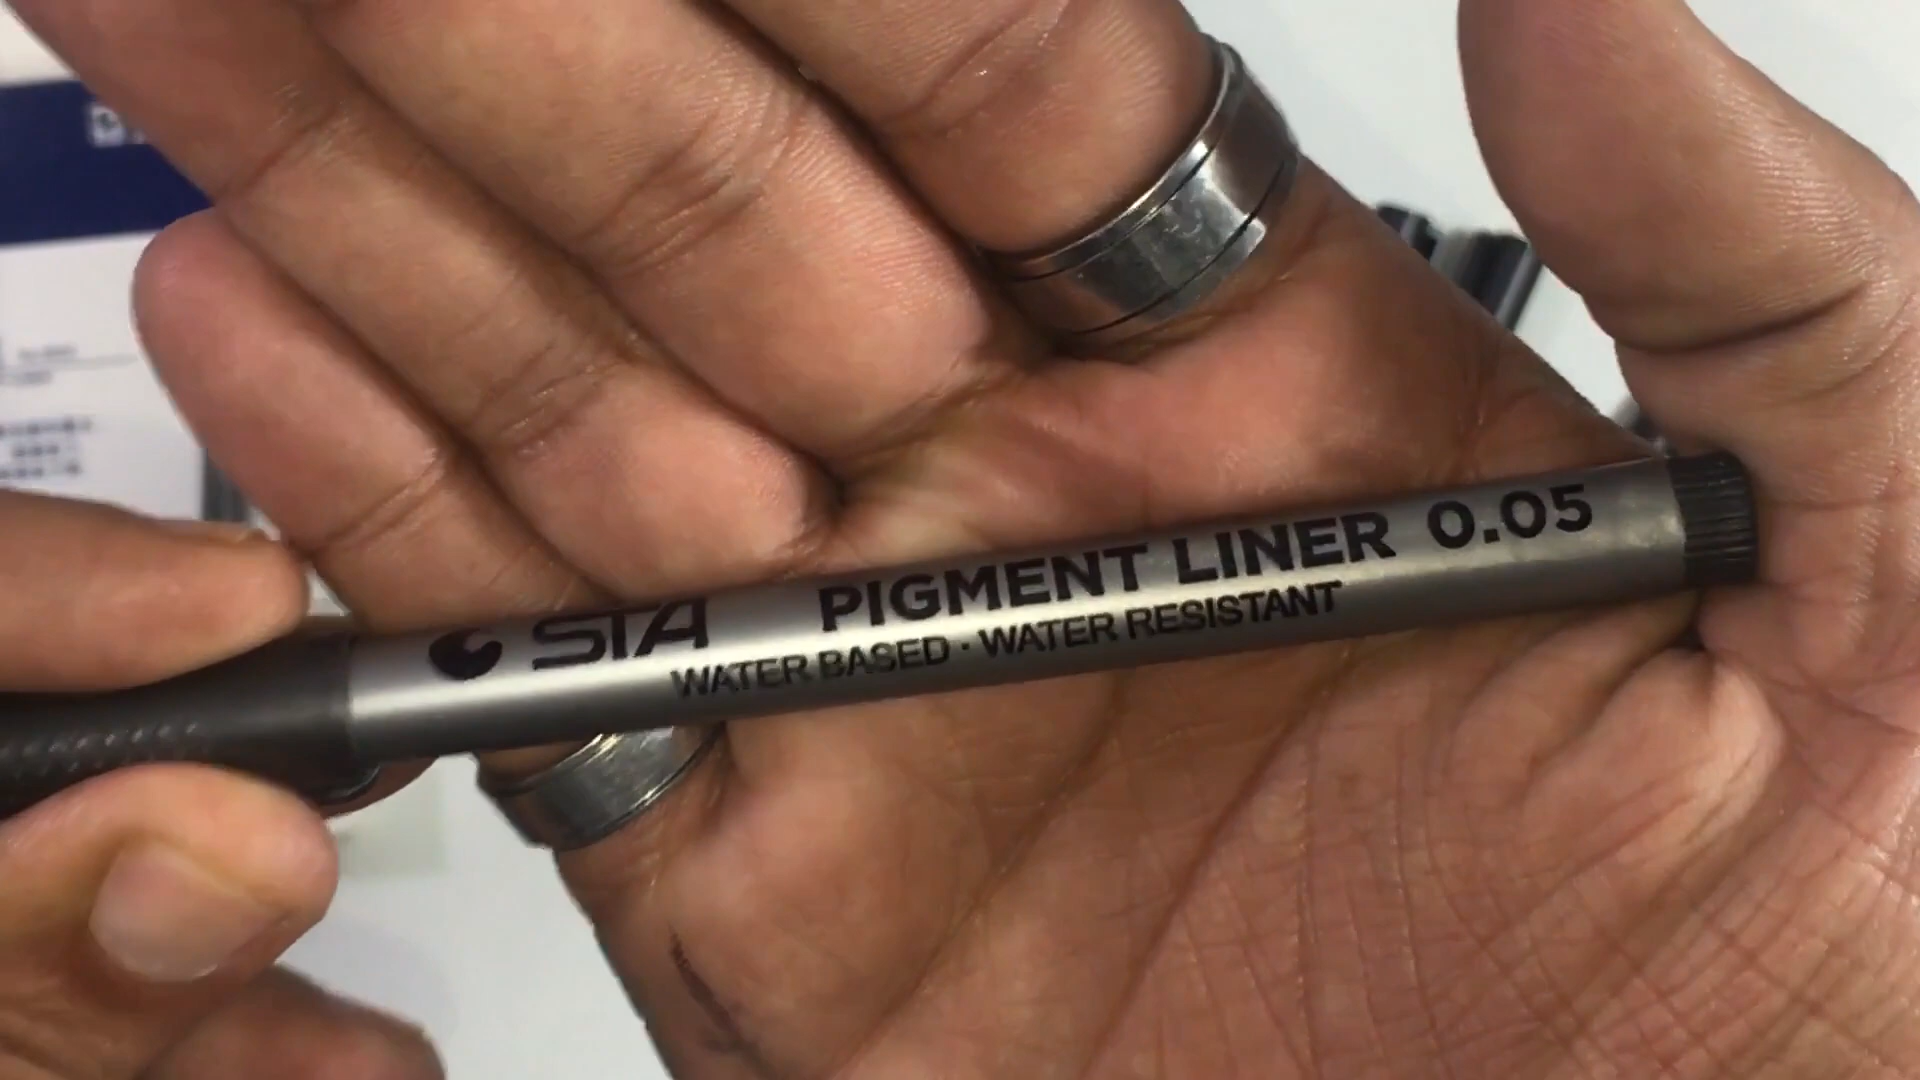 STA PIGMENT LINER 0.05
WATER BASED · WATER RESISTANT